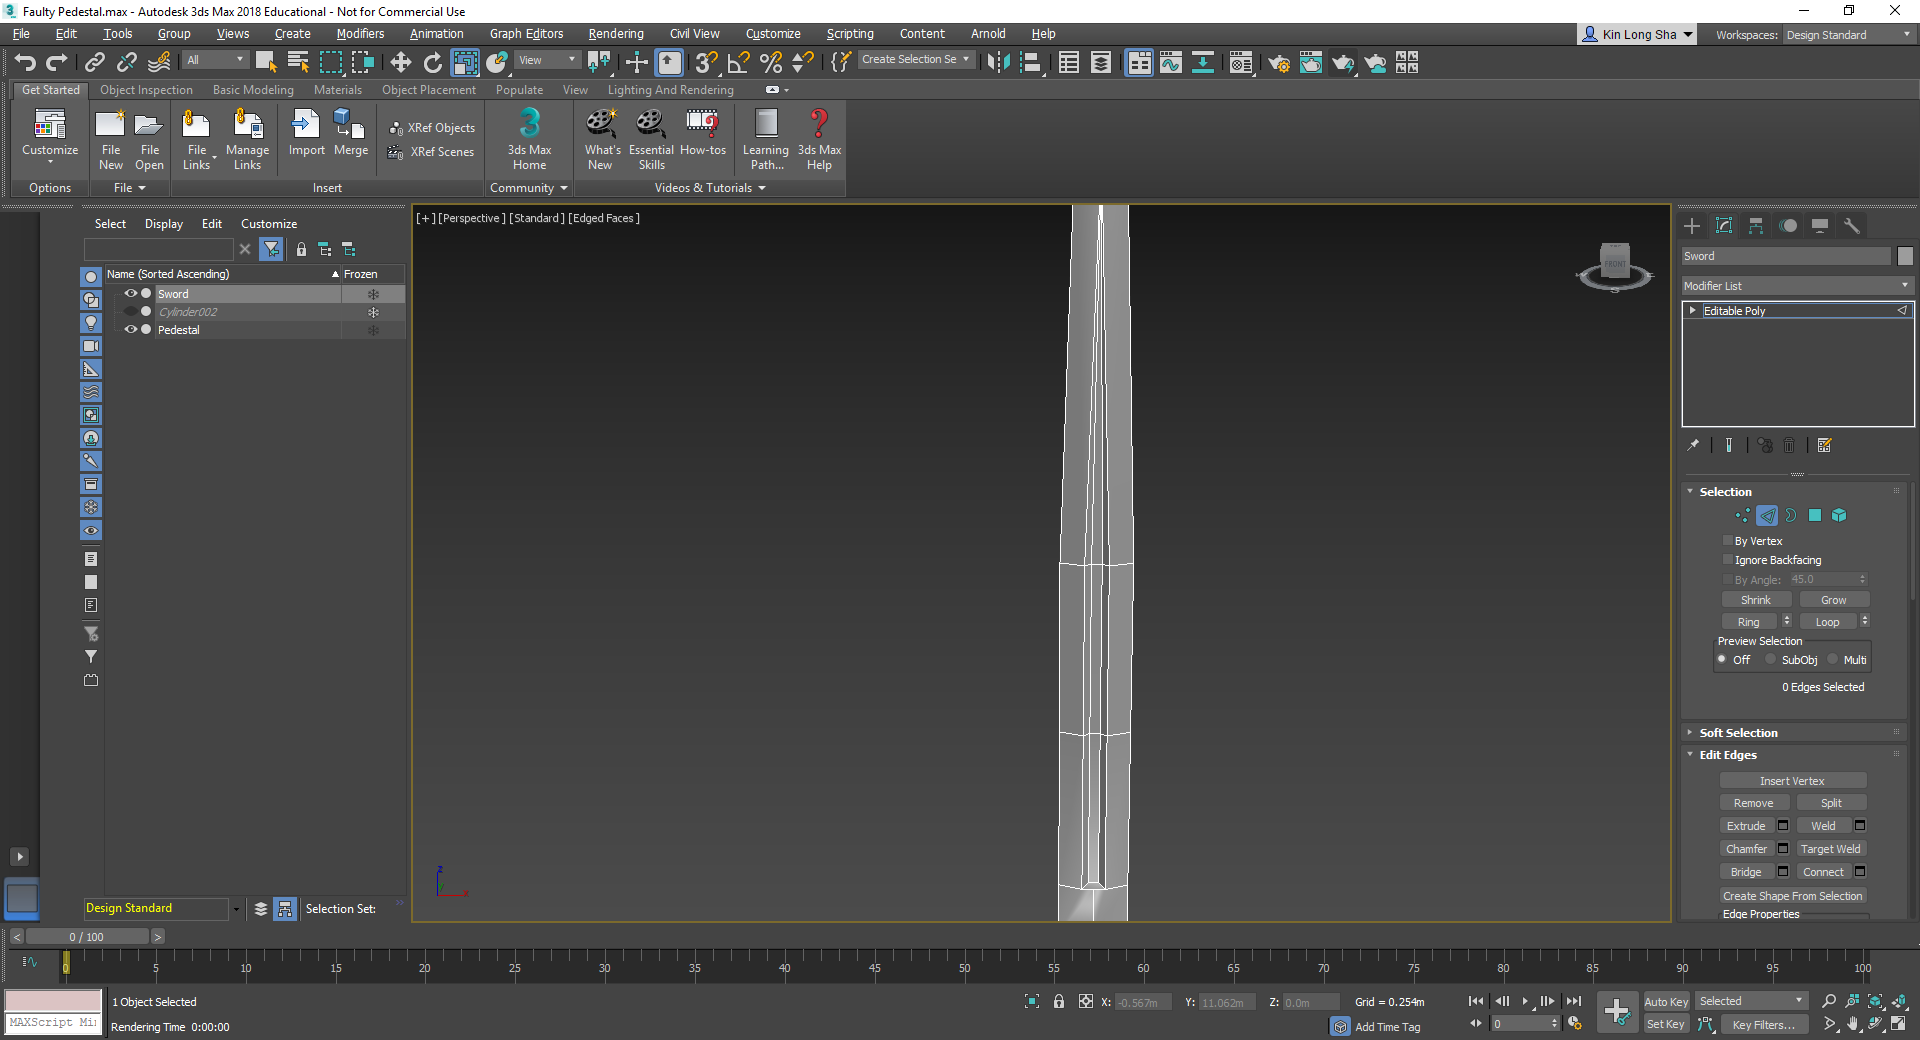 Faulty Pedestal.max - Autodesk 3ds Max 2018 Educational - Not for Commercial Use
File Edit Tools Group Views Create Modifiers Animation Graph Editors Rendering Civil View Customize Scripting Content Arnold Help
Kin Long Sha Workspaces: Design Standard
All View Create Selection Se
Get Started Object Inspection Basic Modeling Materials Object Placement Populate View Lighting And Rendering
Customize
File New
File Open
File Links
Manage Links
Import Merge
XRef Objects
XRef Scenes
3ds Max Home
What's New
Essential Skills
How-tos
Learning Path...
3ds Max Help
Options File Insert Community Videos & Tutorials
Select Display Edit Customize
Name (Sorted Ascending) Frozen
Sword
Cylinder002
Pedestal
[+] [Perspective] [Standard] [Edged Faces]
FRONT
S
z
x
Sword
Modifier List
Editable Poly
Selection
By Vertex
Ignore Backfacing
By Angle: 45.0
Shrink Grow
Ring Loop
Preview Selection
Off SubObj Multi
0 Edges Selected
Soft Selection
Edit Edges
Insert Vertex
Remove Split
Extrude Weld
Chamfer Target Weld
Bridge Connect
Create Shape From Selection
Edge Properties
Design Standard Selection Set:
< 0 / 100 >
0 5 10 15 20 25 30 35 40 45 50 55 60 65 70 75 80 85 90 95 100
1 Object Selected
X: -0.567m Y: 11.062m Z: 0.0m Grid = 0.254m
Auto Key Selected
MAXScript Mi
Rendering Time 0:00:00
Add Time Tag
0
Set Key Key Filters...